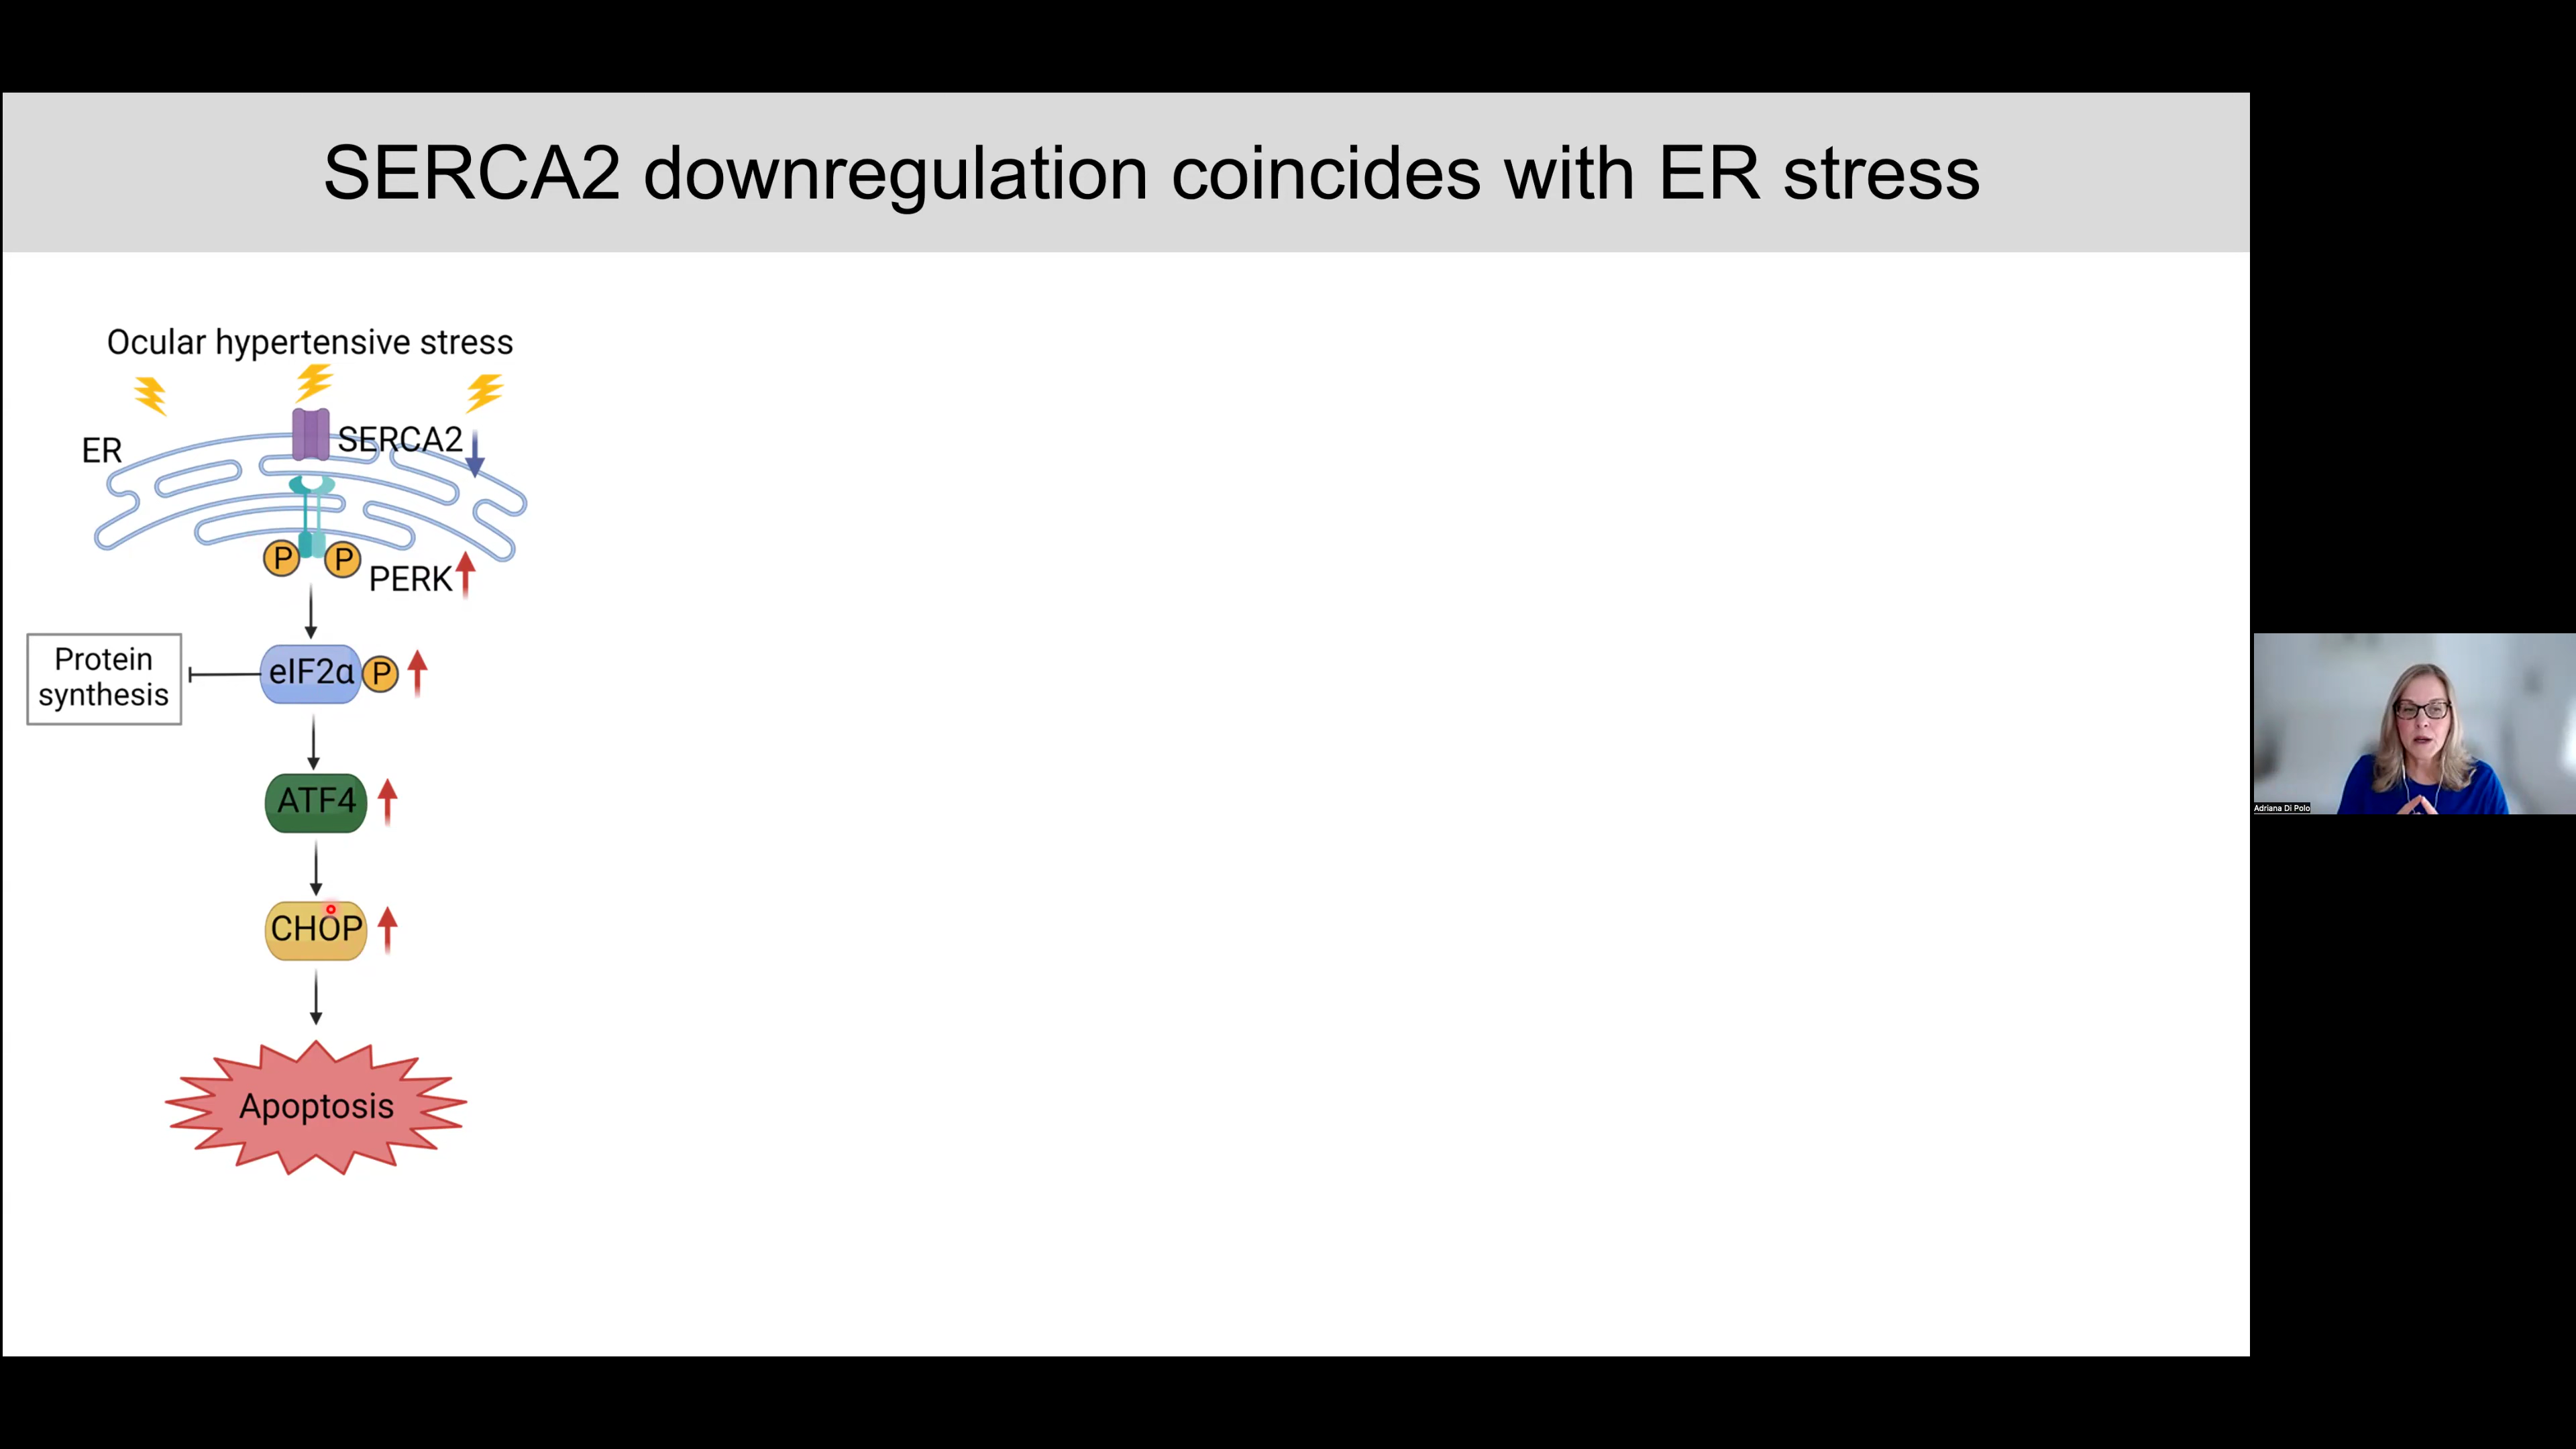 SERCA2 downregulation coincides with ER stress
Ocular hypertensive stress
ER
SERCA2
P
P
PERK
Protein
synthesis
eIF2α
P
ATF4
CHOP
Apoptosis
Adriana Di Polo